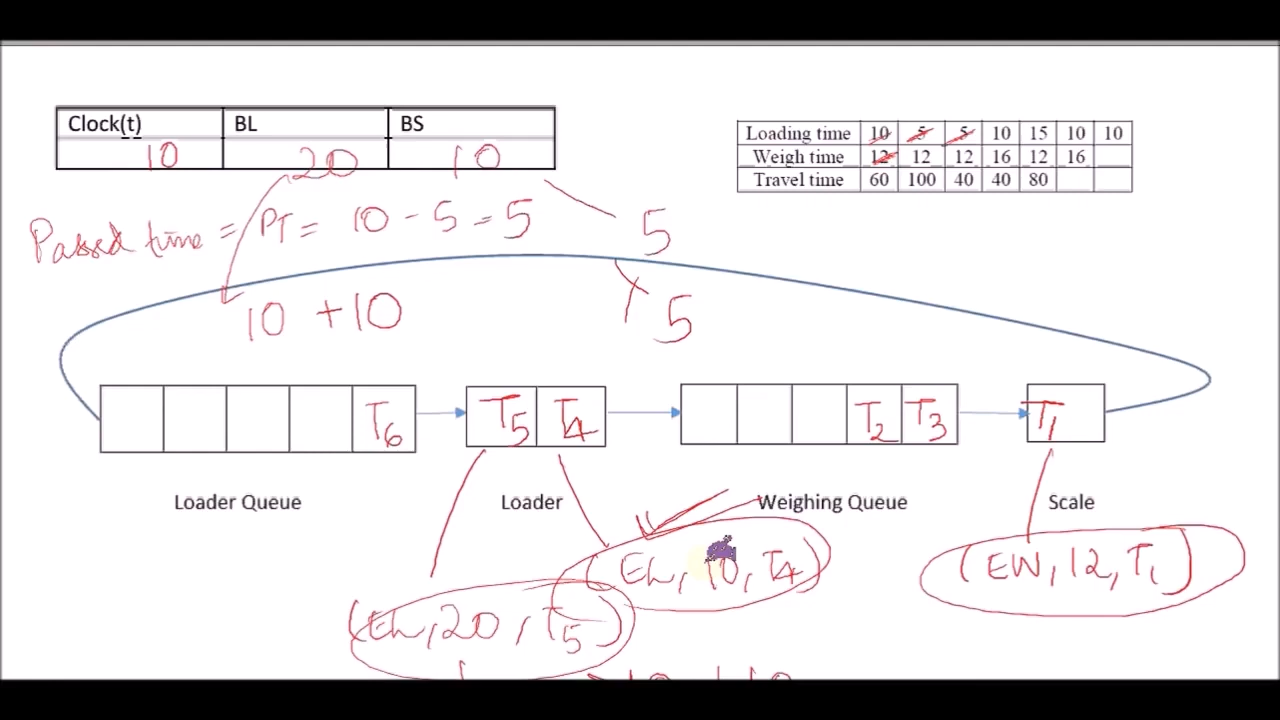 Clock(t) BL BS
10 20 10
Loading time 10 5 5 10 15 10 10
Weigh time 12 12 12 16 12 16
Travel time 60 100 40 40 80
Passed time = PT = 10 - 5 = 5
5
10 + 10
5
T6 T5 T4 T2 T3 T1
Loader Queue Loader Weighing Queue Scale
(EL, 10, T4) (EW, 12, T1)
(EL, 20, T5)